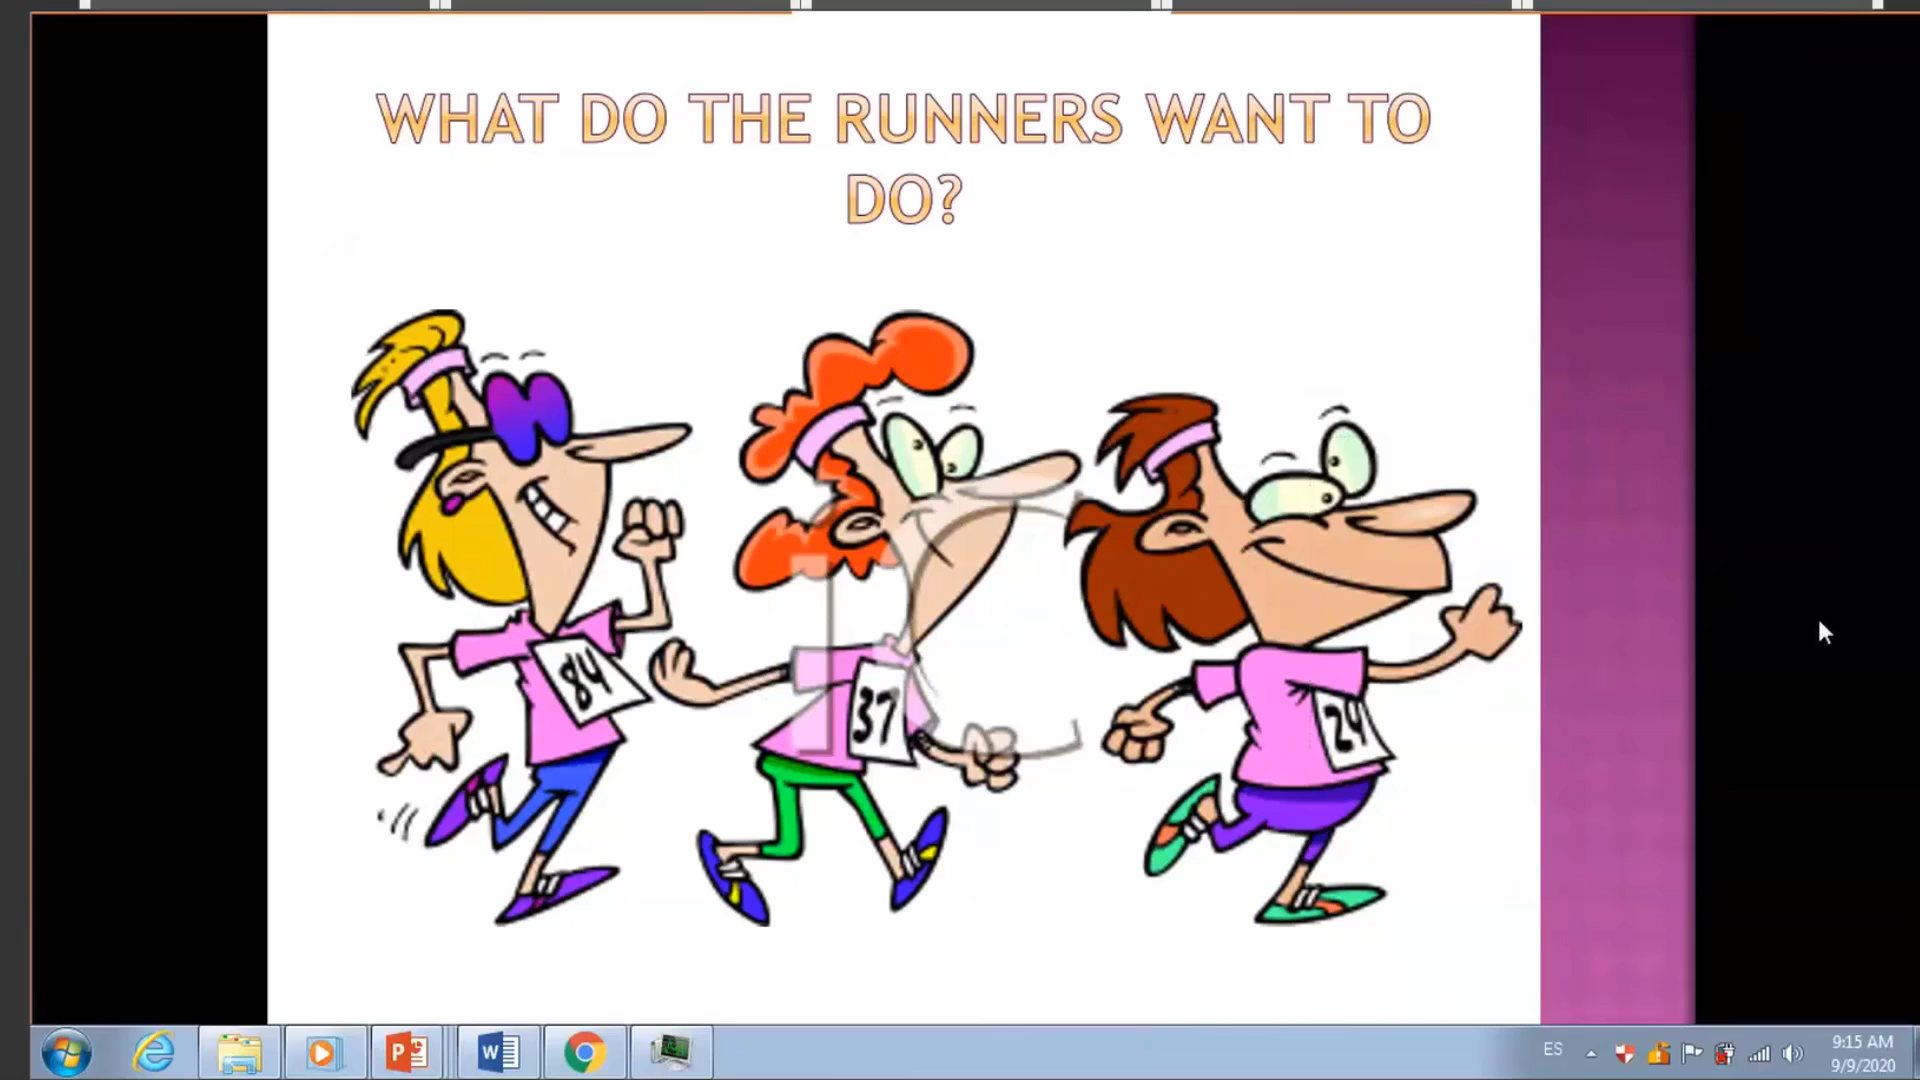 WHAT DO THE RUNNERS WANT TO
DO?
84
37
24
P
W
ES
9:15 AM
9/9/2020